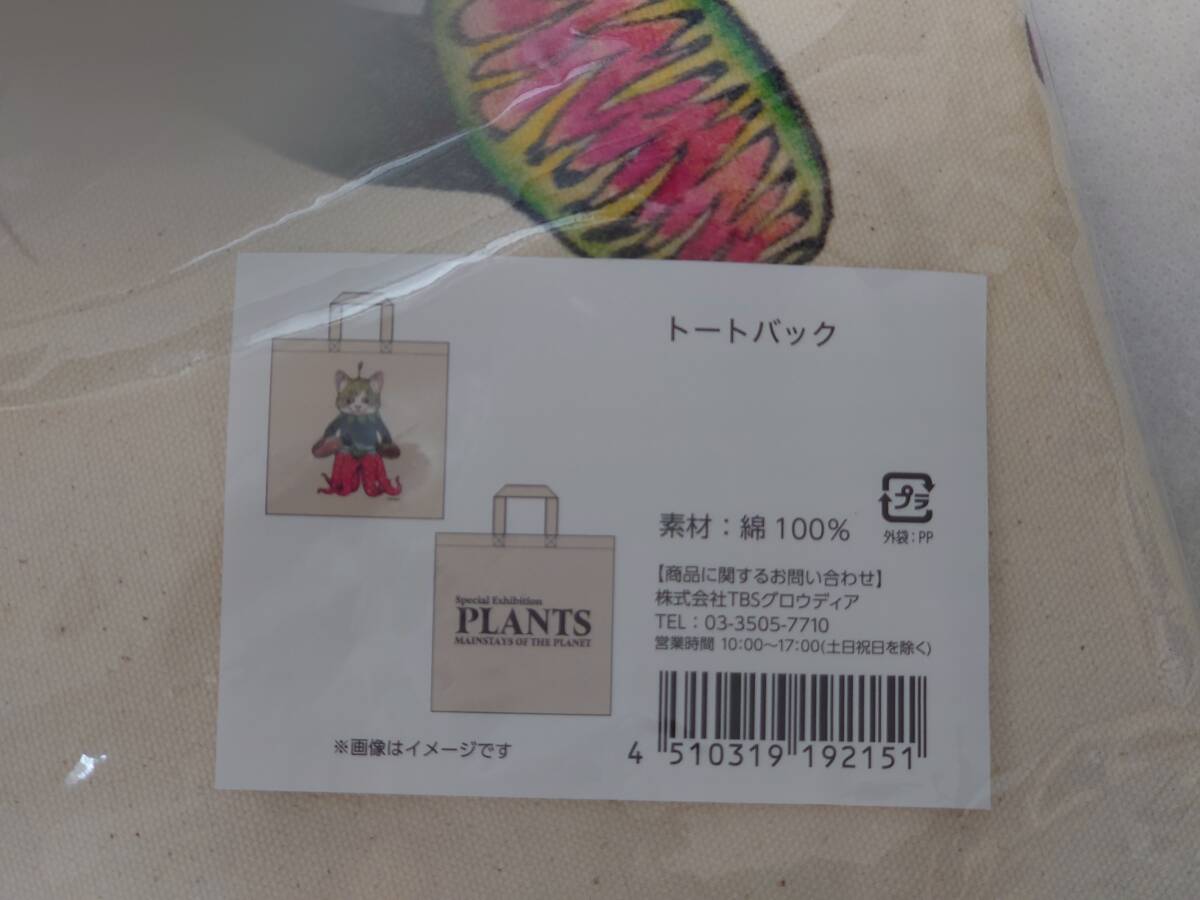 トートバック
Special Exhibition
PLANTS
MAINSTAYS OF THE PLANET
※画像はイメージです
プラ
外袋：PP
素材：綿100%
【商品に関するお問い合わせ】
株式会社TBSグロウディア
TEL：03-3505-7710
営業時間 10:00～17:00(土日祝日を除く)
4 510319 192151